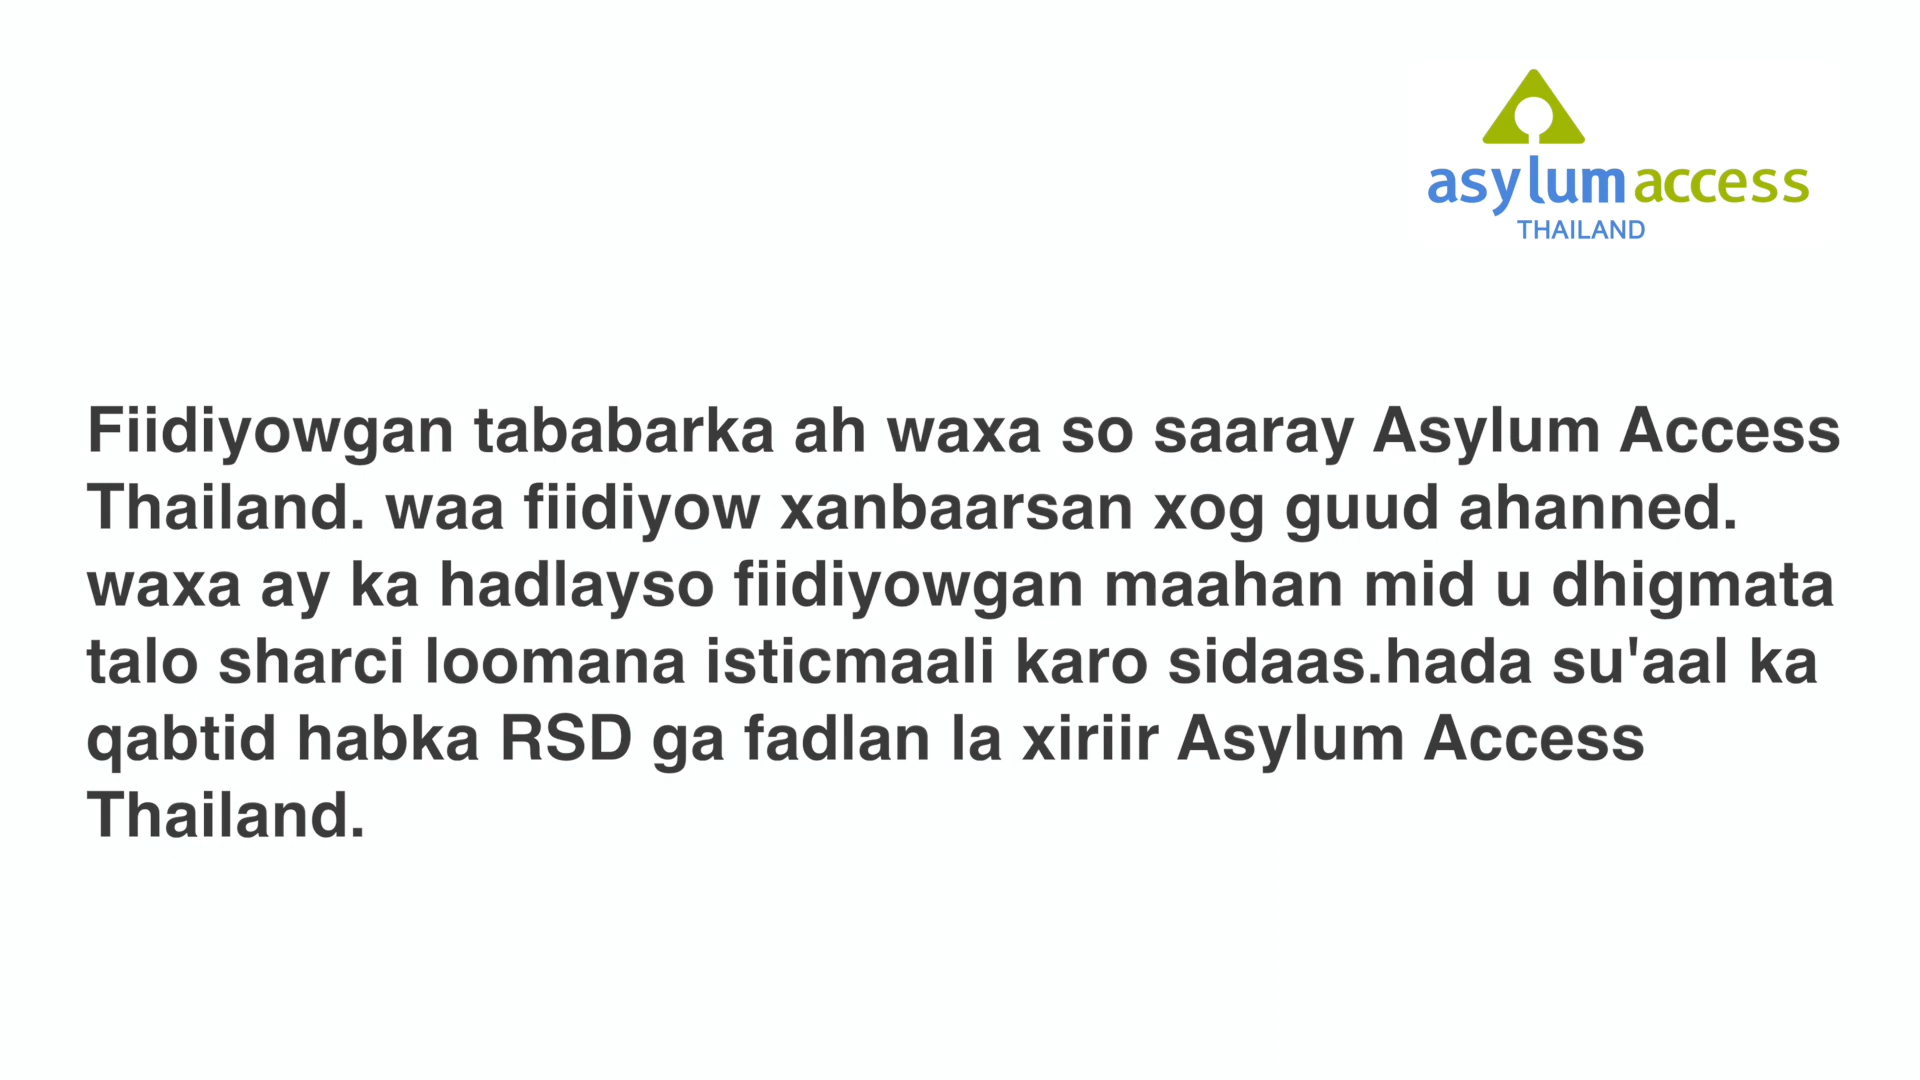 asylum access
THAILAND
Fiidiyowgan tababarka ah waxa so saaray Asylum Access
Thailand. waa fiidiyow xanbaarsan xog guud ahanned.
waxa ay ka hadlayso fiidiyowgan maahan mid u dhigmata
talo sharci loomana isticmaali karo sidaas.hada su'aal ka
qabtid habka RSD ga fadlan la xiriir Asylum Access
Thailand.